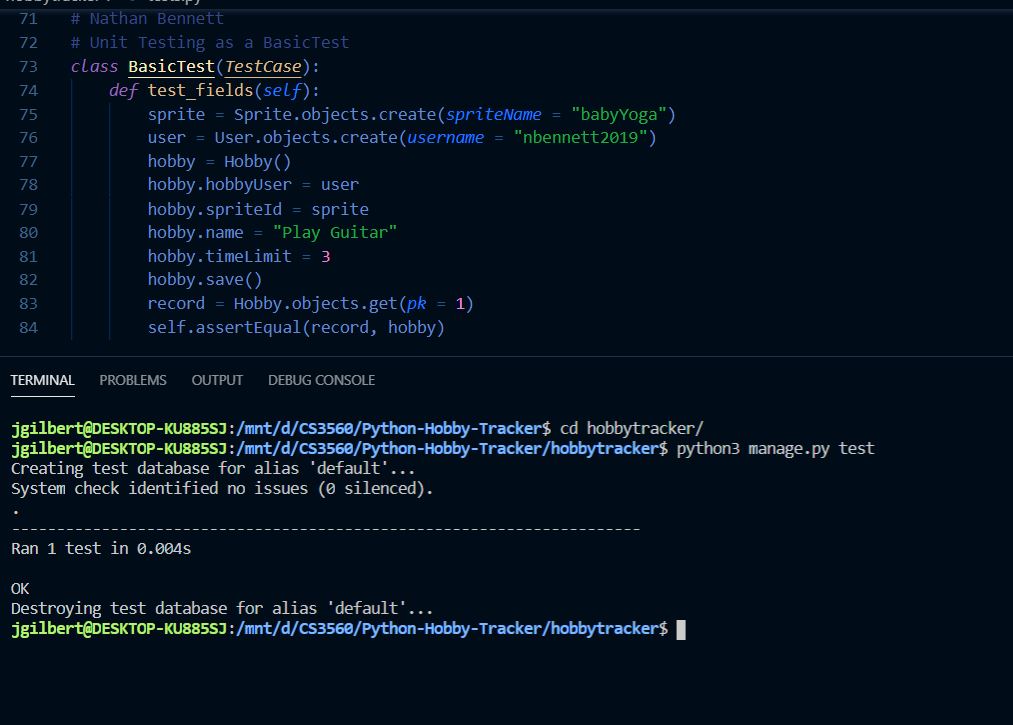 71 # Nathan Bennett
72 # Unit Testing as a BasicTest
73 class BasicTest(TestCase):
74 def test_fields(self):
75 sprite = Sprite.objects.create(spriteName = "babyYoga")
76 user = User.objects.create(username = "nbennett2019")
77 hobby = Hobby()
78 hobby.hobbyUser = user
79 hobby.spriteId = sprite
80 hobby.name = "Play Guitar"
81 hobby.timeLimit = 3
82 hobby.save()
83 record = Hobby.objects.get(pk = 1)
84 self.assertEqual(record, hobby)
TERMINAL PROBLEMS OUTPUT DEBUG CONSOLE
jgilbert@DESKTOP-KU885SJ:/mnt/d/CS3560/Python-Hobby-Tracker$ cd hobbytracker/
jgilbert@DESKTOP-KU885SJ:/mnt/d/CS3560/Python-Hobby-Tracker/hobbytracker$ python3 manage.py test
Creating test database for alias 'default'...
System check identified no issues (0 silenced).
.
----------------------------------------------------------------------
Ran 1 test in 0.004s
OK
Destroying test database for alias 'default'...
jgilbert@DESKTOP-KU885SJ:/mnt/d/CS3560/Python-Hobby-Tracker/hobbytracker$